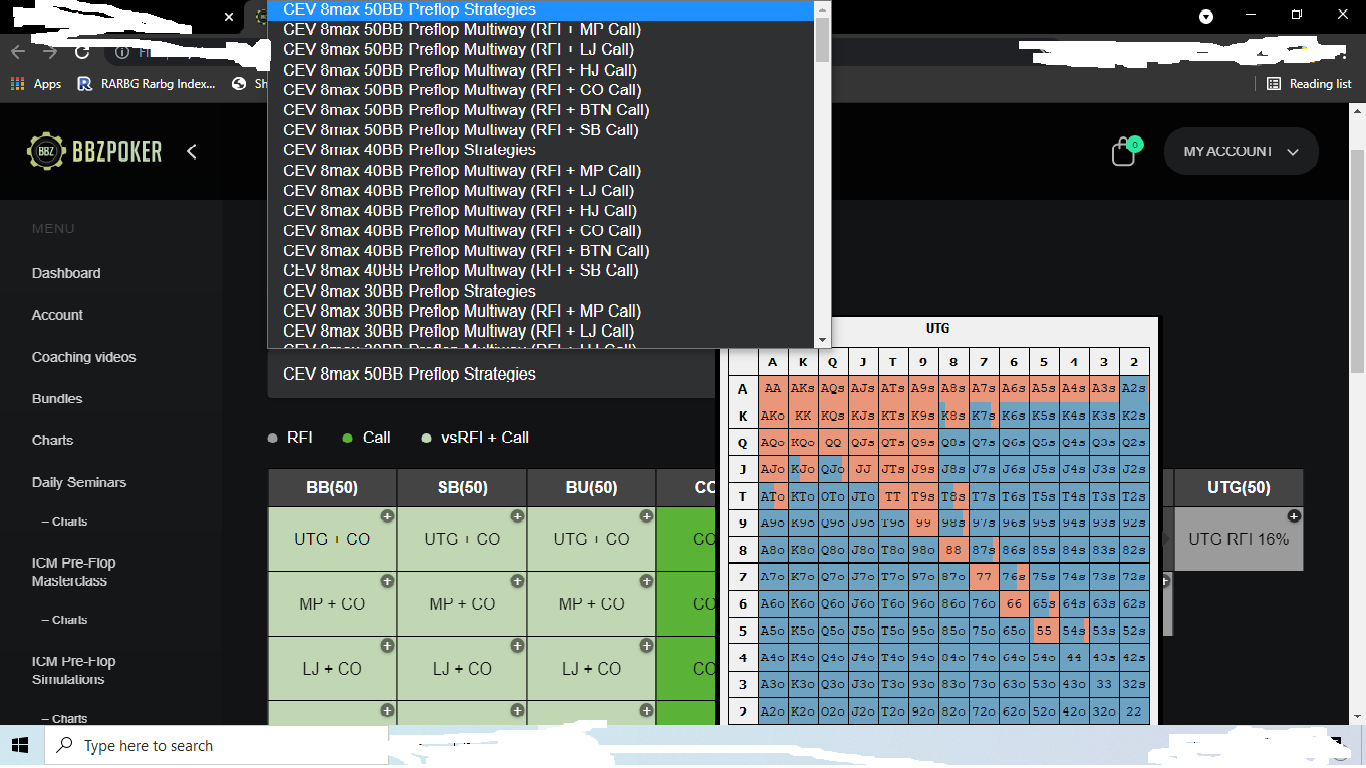 CEV 8max 50BB Preflop Strategies
CEV 8max 50BB Preflop Multiway (RFI + MP Call)
CEV 8max 50BB Preflop Multiway (RFI + LJ Call)
CEV 8max 50BB Preflop Multiway (RFI + HJ Call)
CEV 8max 50BB Preflop Multiway (RFI + CO Call)
CEV 8max 50BB Preflop Multiway (RFI + BTN Call)
CEV 8max 50BB Preflop Multiway (RFI + SB Call)
CEV 8max 40BB Preflop Strategies
CEV 8max 40BB Preflop Multiway (RFI + MP Call)
CEV 8max 40BB Preflop Multiway (RFI + LJ Call)
CEV 8max 40BB Preflop Multiway (RFI + HJ Call)
CEV 8max 40BB Preflop Multiway (RFI + CO Call)
CEV 8max 40BB Preflop Multiway (RFI + BTN Call)
CEV 8max 40BB Preflop Multiway (RFI + SB Call)
CEV 8max 30BB Preflop Strategies
CEV 8max 30BB Preflop Multiway (RFI + MP Call)
CEV 8max 30BB Preflop Multiway (RFI + LJ Call)
CEV 8max 50BB Preflop Strategies
Apps RARBG Rarbg Index... Reading list
BBZ BBZPOKER
0 MY ACCOUNT
MENU
Dashboard
Account
Coaching videos
Bundles
Charts
Daily Seminars
– Charts
ICM Pre-Flop
Masterclass
– Charts
ICM Pre-Flop
Simulations
– Charts
RFI Call vsRFI + Call
BB(50) SB(50) BU(50) UTG(50)
UTG + CO UTG + CO UTG + CO UTG RFI 16%
MP + CO MP + CO MP + CO
LJ + CO LJ + CO LJ + CO
UTG
A K Q J T 9 8 7 6 5 4 3 2
A AA AKs AQs AJs ATs A9s A8s A7s A6s A5s A4s A3s A2s
K AKo KK KQs KJs KTs K9s K8s K7s K6s K5s K4s K3s K2s
Q AQo KQo QQ QJs QTs Q9s Q8s Q7s Q6s Q5s Q4s Q3s Q2s
J AJo KJo QJo JJ JTs J9s J8s J7s J6s J5s J4s J3s J2s
T ATo KTo QTo JTo TT T9s T8s T7s T6s T5s T4s T3s T2s
9 A9o K9o Q9o J9o T9o 99 98s 97s 96s 95s 94s 93s 92s
8 A8o K8o Q8o J8o T8o 98o 88 87s 86s 85s 84s 83s 82s
7 A7o K7o Q7o J7o T7o 97o 87o 77 76s 75s 74s 73s 72s
6 A6o K6o Q6o J6o T6o 96o 86o 76o 66 65s 64s 63s 62s
5 A5o K5o Q5o J5o T5o 95o 85o 75o 65o 55 54s 53s 52s
4 A4o K4o Q4o J4o T4o 94o 84o 74o 64o 54o 44 43s 42s
3 A3o K3o Q3o J3o T3o 93o 83o 73o 63o 53o 43o 33 32s
2 A2o K2o Q2o J2o T2o 92o 82o 72o 62o 52o 42o 32o 22
Type here to search